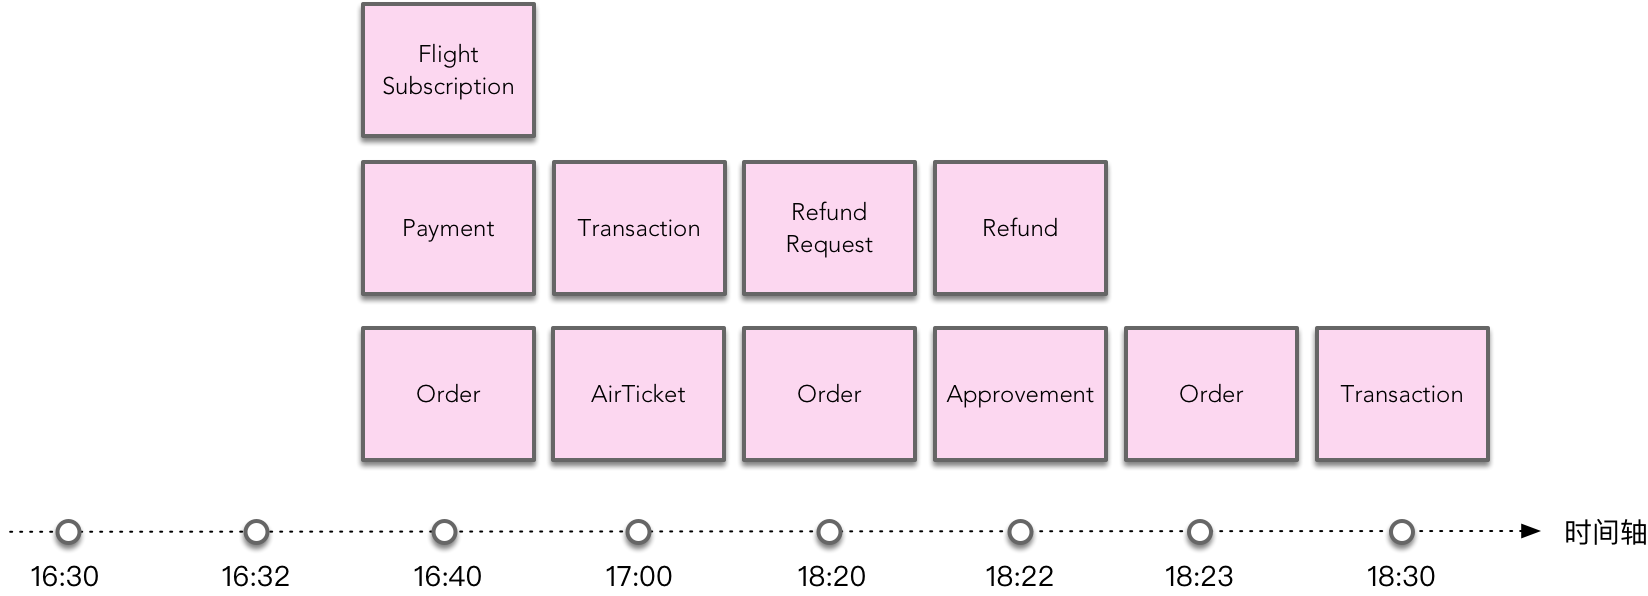 Flight
Subscription
Payment
Transaction
Refund
Request
Refund
Order
AirTicket
Order
Approvement
Order
Transaction
时间轴
16:30
16:32
16:40
17:00
18:20
18:22
18:23
18:30